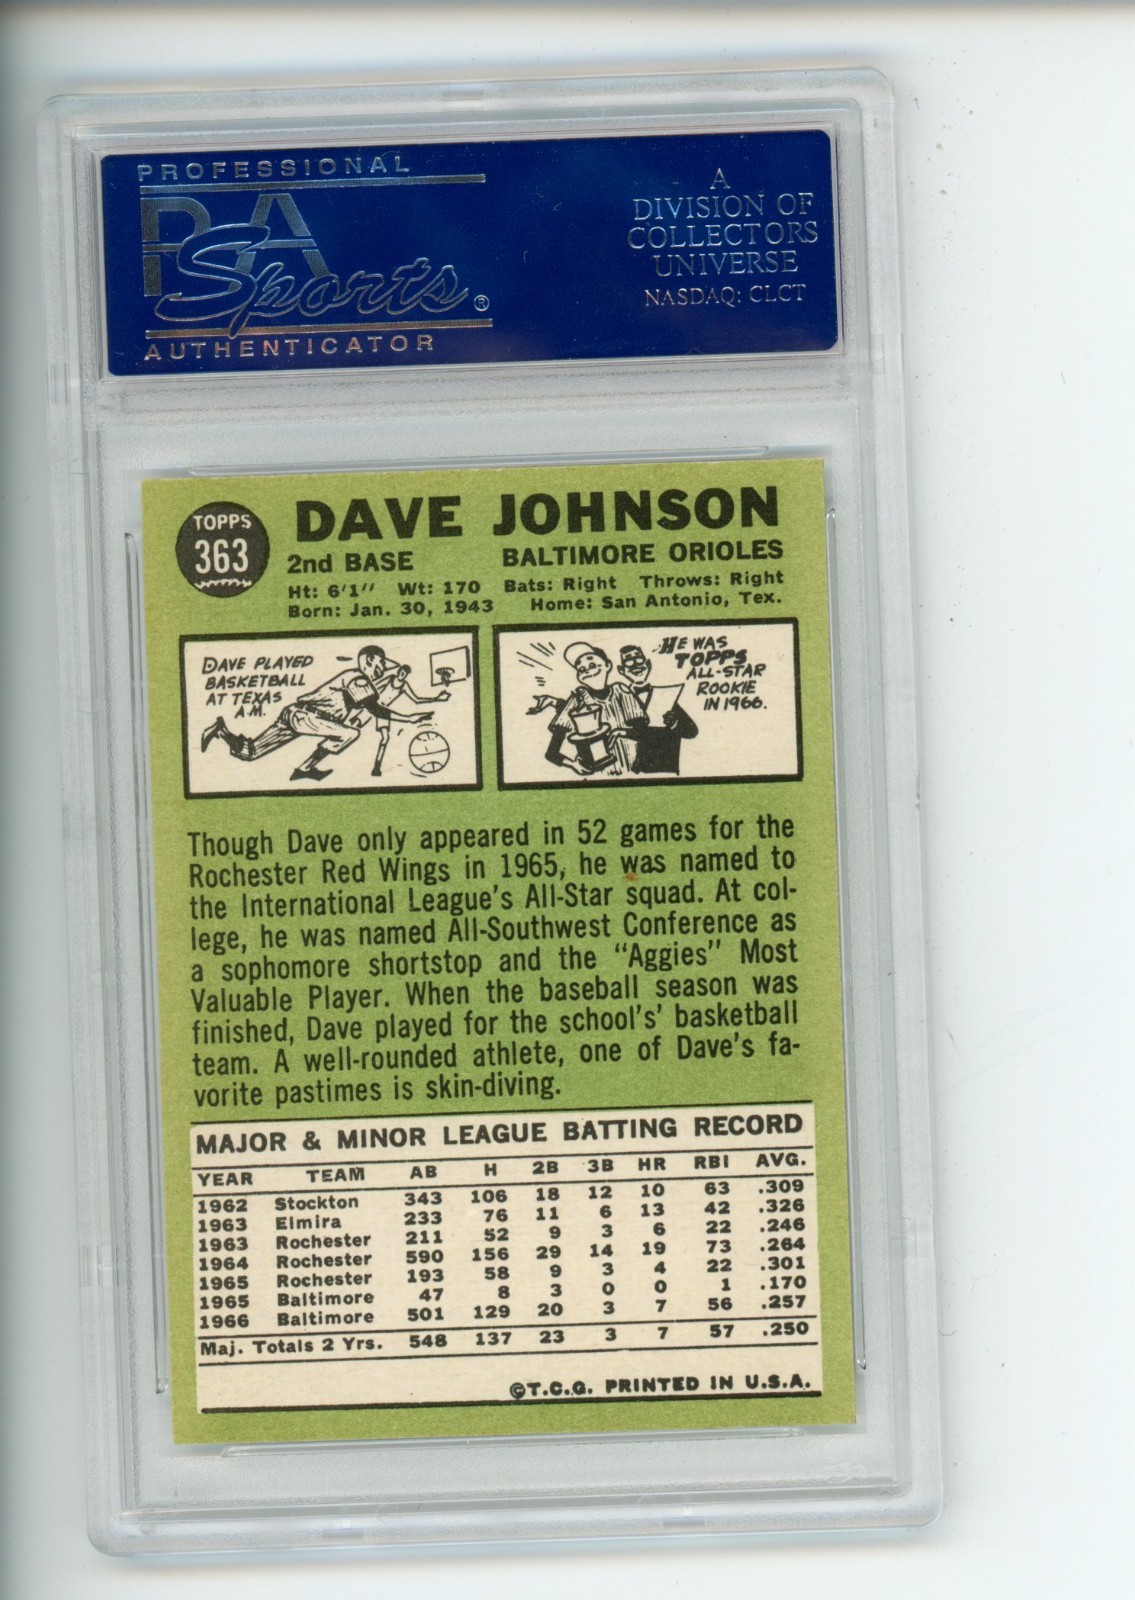 PROFESSIONAL
PSA
Sports®
AUTHENTICATOR
A
DIVISION OF
COLLECTORS
UNIVERSE
NASDAQ: CLCT
TOPPS
363
DAVE JOHNSON
2nd BASE BALTIMORE ORIOLES
Ht: 6'1" Wt: 170 Bats: Right Throws: Right
Born: Jan. 30, 1943 Home: San Antonio, Tex.
DAVE PLAYED
BASKETBALL
AT TEXAS
A.M.
HE WAS
TOPPS
ALL-STAR
ROOKIE
IN 1966.
Though Dave only appeared in 52 games for the
Rochester Red Wings in 1965, he was named to
the International League's All-Star squad. At col-
lege, he was named All-Southwest Conference as
a sophomore shortstop and the "Aggies" Most
Valuable Player. When the baseball season was
finished, Dave played for the school's' basketball
team. A well-rounded athlete, one of Dave's fa-
vorite pastimes is skin-diving.
MAJOR & MINOR LEAGUE BATTING RECORD
YEAR TEAM AB H 2B 3B HR RBI AVG.
1962 Stockton 343 106 18 12 10 63 .309
1963 Elmira 233 76 11 6 13 42 .326
1963 Rochester 211 52 9 3 6 22 .246
1964 Rochester 590 156 29 14 19 73 .264
1965 Rochester 193 58 9 3 4 22 .301
1965 Baltimore 47 8 3 0 0 1 .170
1966 Baltimore 501 129 20 3 7 56 .257
Maj. Totals 2 Yrs. 548 137 23 3 7 57 .250
©T.C.G. PRINTED IN U.S.A.